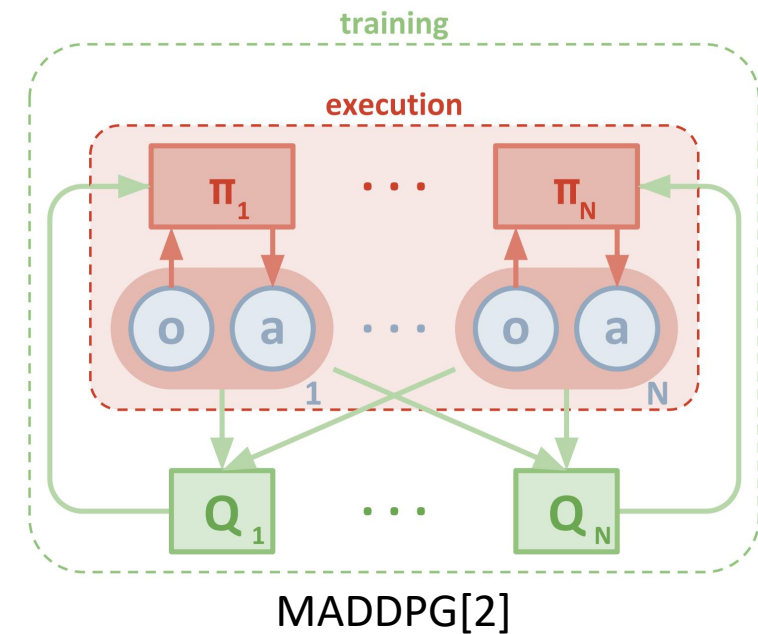 training
execution
π1 ... πN
o a ... o a
1 N
Q1 ... QN
MADDPG[2]